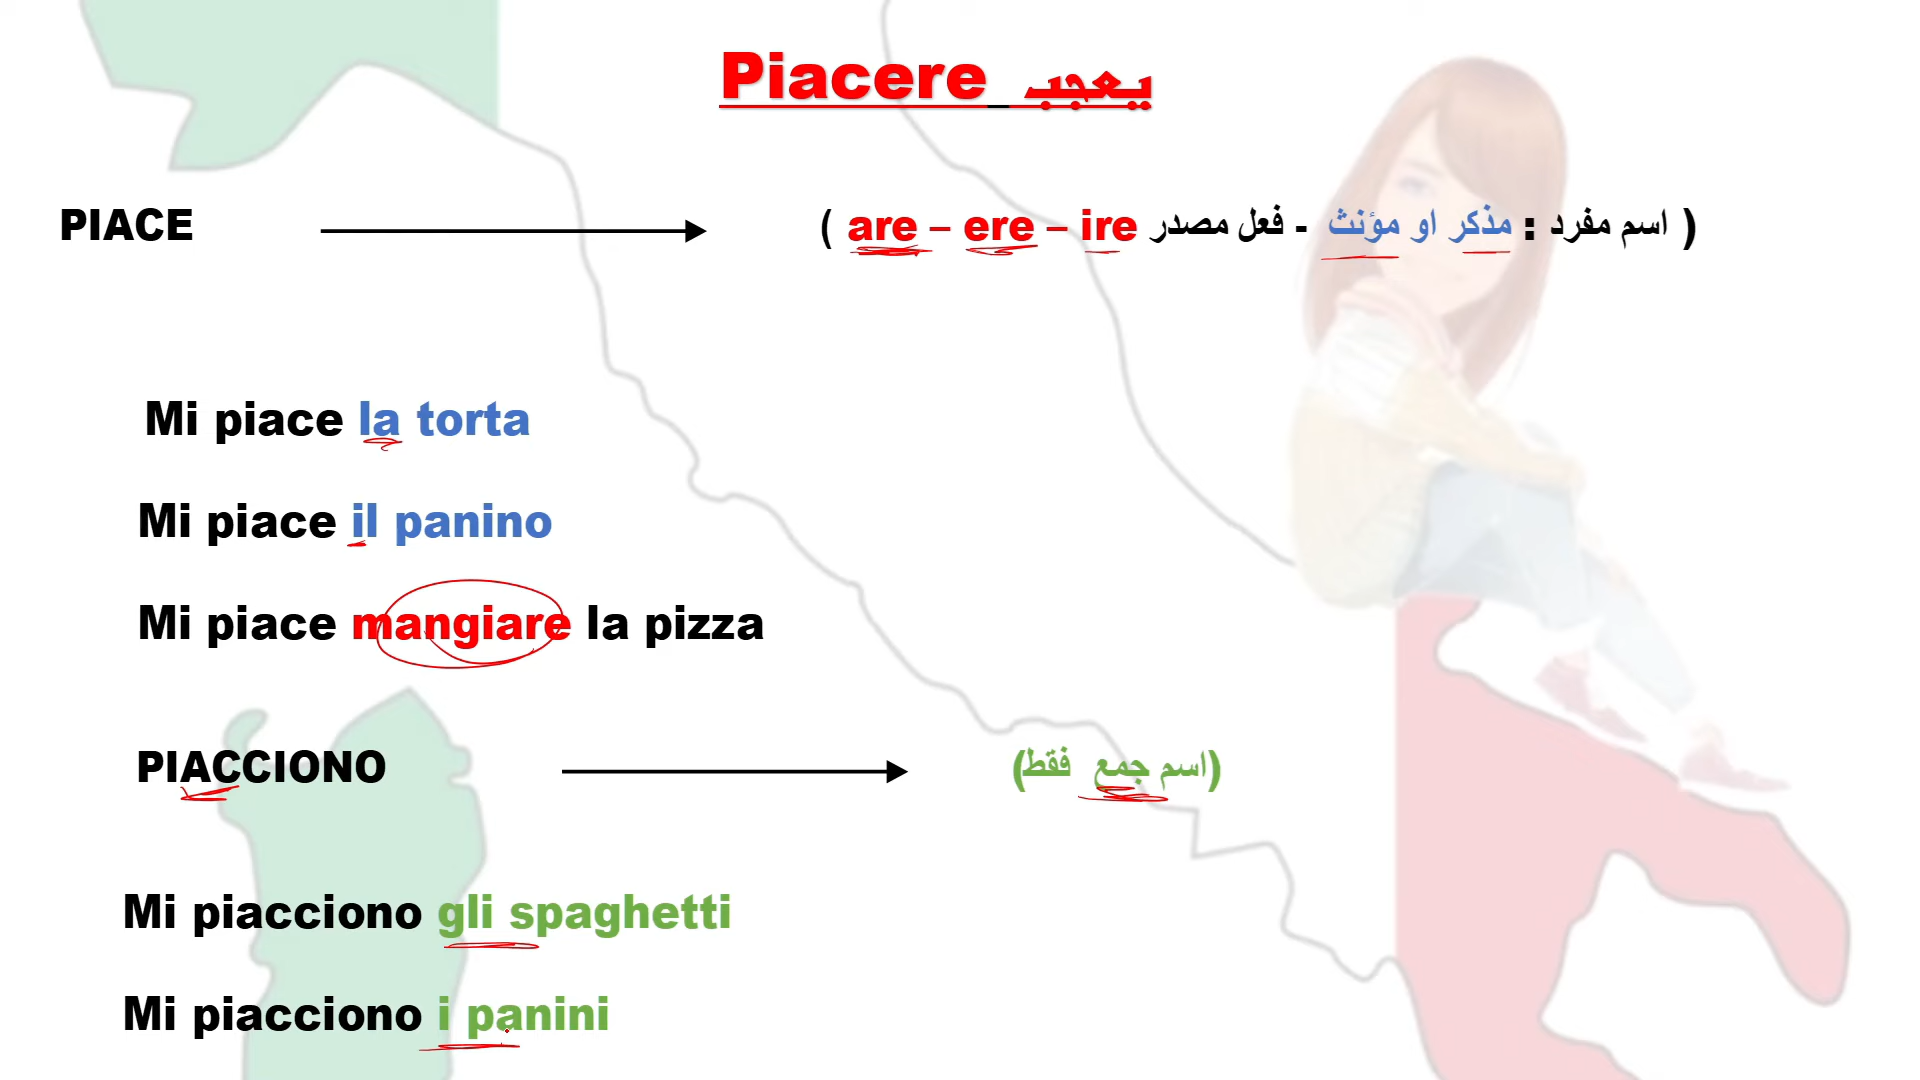 Piacere يعجب
PIACE
( اسم مفرد : مذكر او مؤنث - فعل مصدر are – ere – ire )
Mi piace la torta
Mi piace il panino
Mi piace mangiare la pizza
PIACCIONO
(اسم جمع فقط)
Mi piacciono gli spaghetti
Mi piacciono i panini